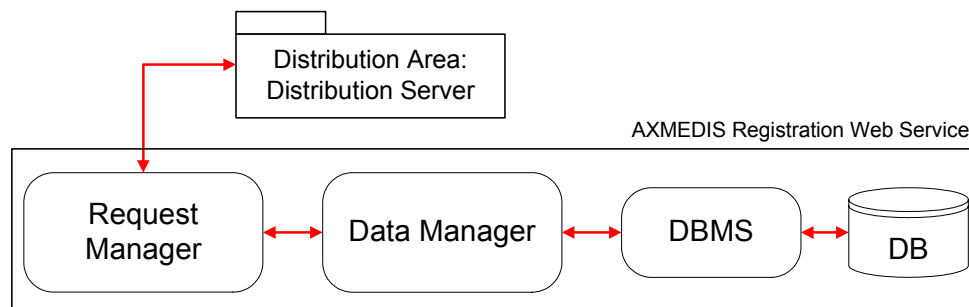 Distribution Area:
Distribution Server
AXMEDIS Registration Web Service
Request
Manager
Data Manager
DBMS
DB